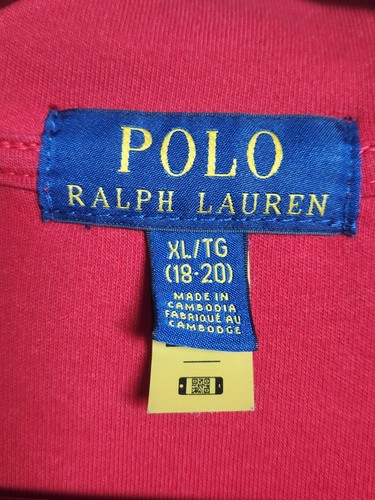 POLO
RALPH LAUREN
XL/TG
(18-20)
MADE IN
CAMBODIA
FABRIQUÉ AU
CAMBODGE